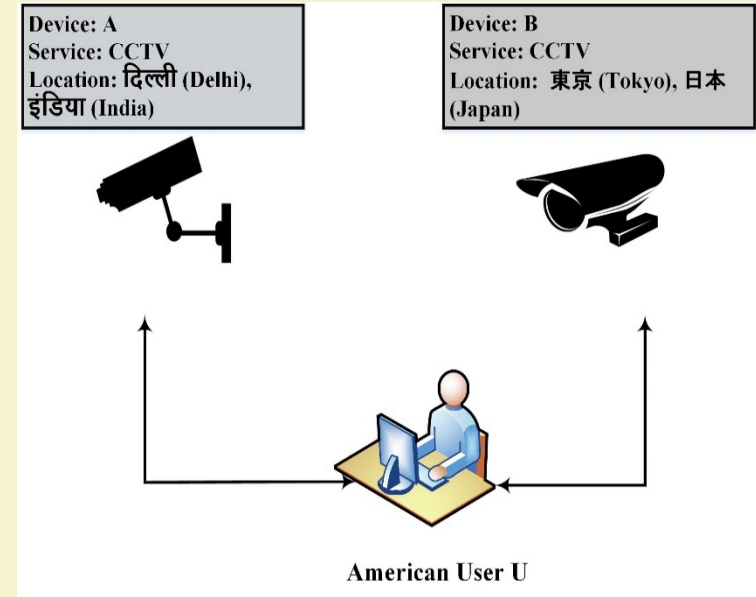 Device: A
Service: CCTV
Location: दिल्ली (Delhi),
इंडिया (India)
Device: B
Service: CCTV
Location: 東京 (Tokyo), 日本
(Japan)
American User U